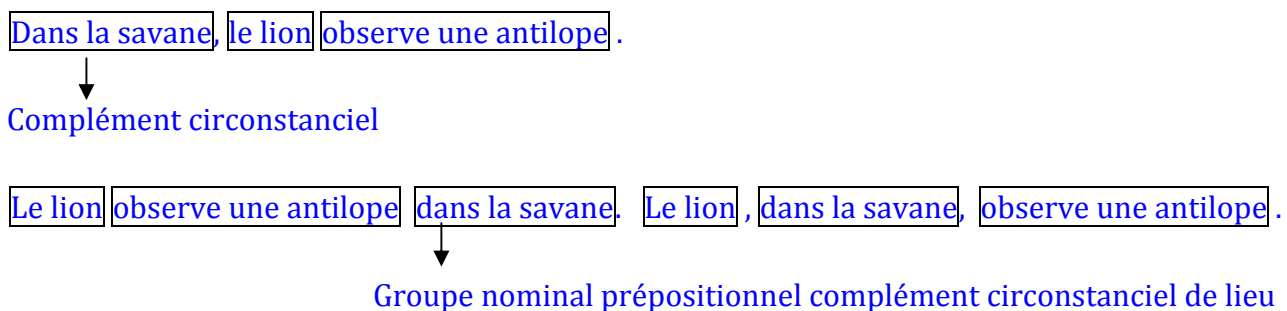 Dans la savane, le lion observe une antilope .
Complément circonstanciel
Le lion observe une antilope dans la savane. Le lion , dans la savane, observe une antilope .
Groupe nominal prépositionnel complément circonstanciel de lieu